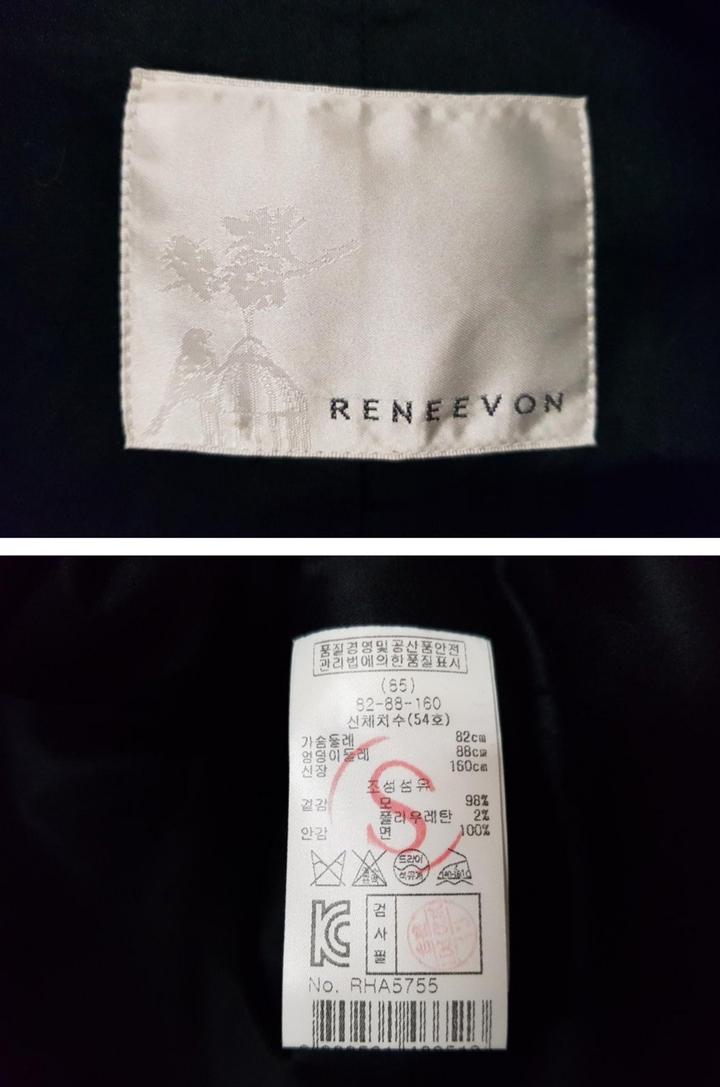 RENEEVON
품질경영및공산품안전
관리법에의한품질표시
(85)
82-88-160
신체치수(54호)
가슴둘레 82cm
엉덩이둘레 88cm
신장 160cm
S
조성섬유
겉감 모 98%
폴리우레탄 2%
안감 면 100%
드라이
석유계
검
사
필
No. RHA5755